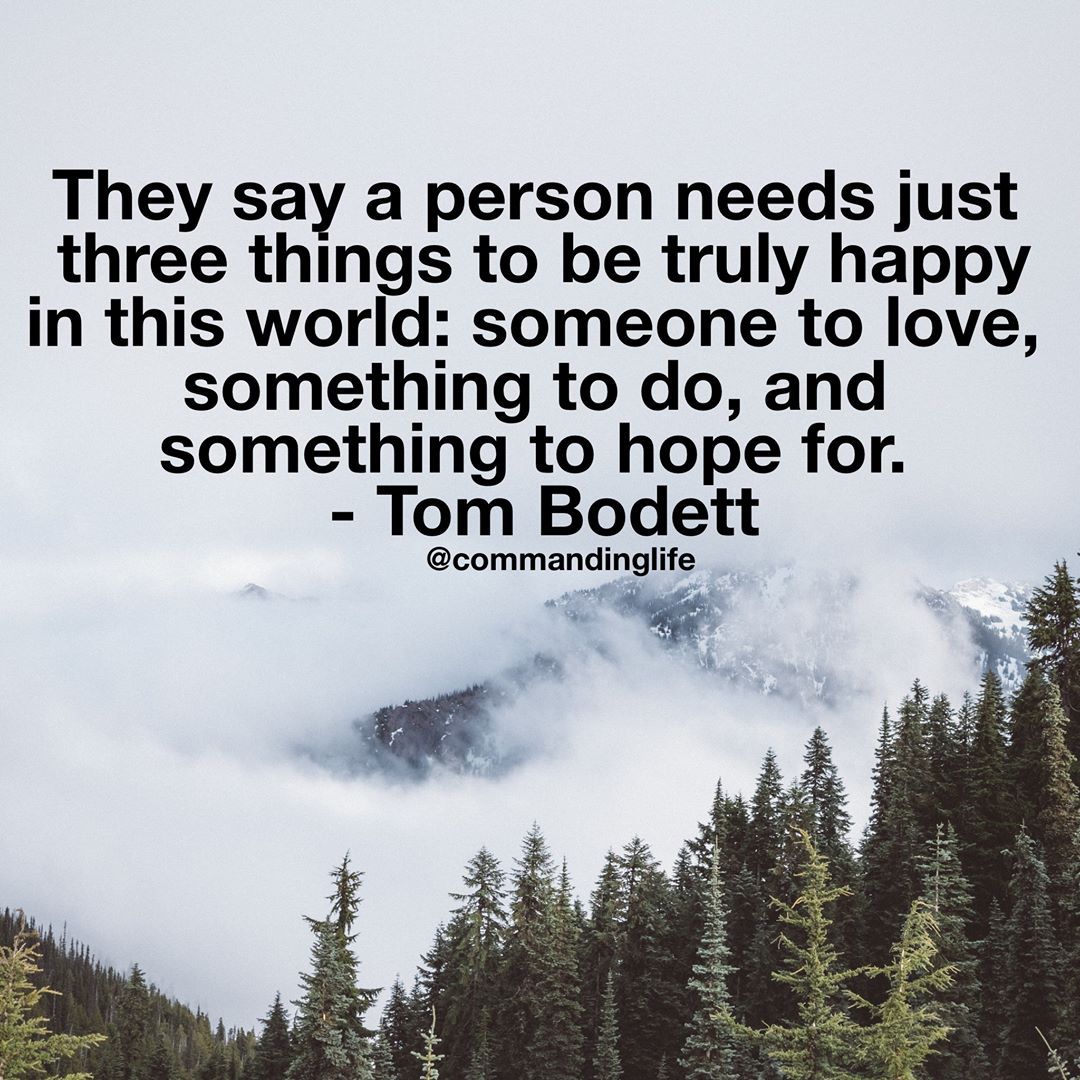 They say a person needs just
three things to be truly happy
in this world: someone to love,
something to do, and
something to hope for.
- Tom Bodett
@commandinglife